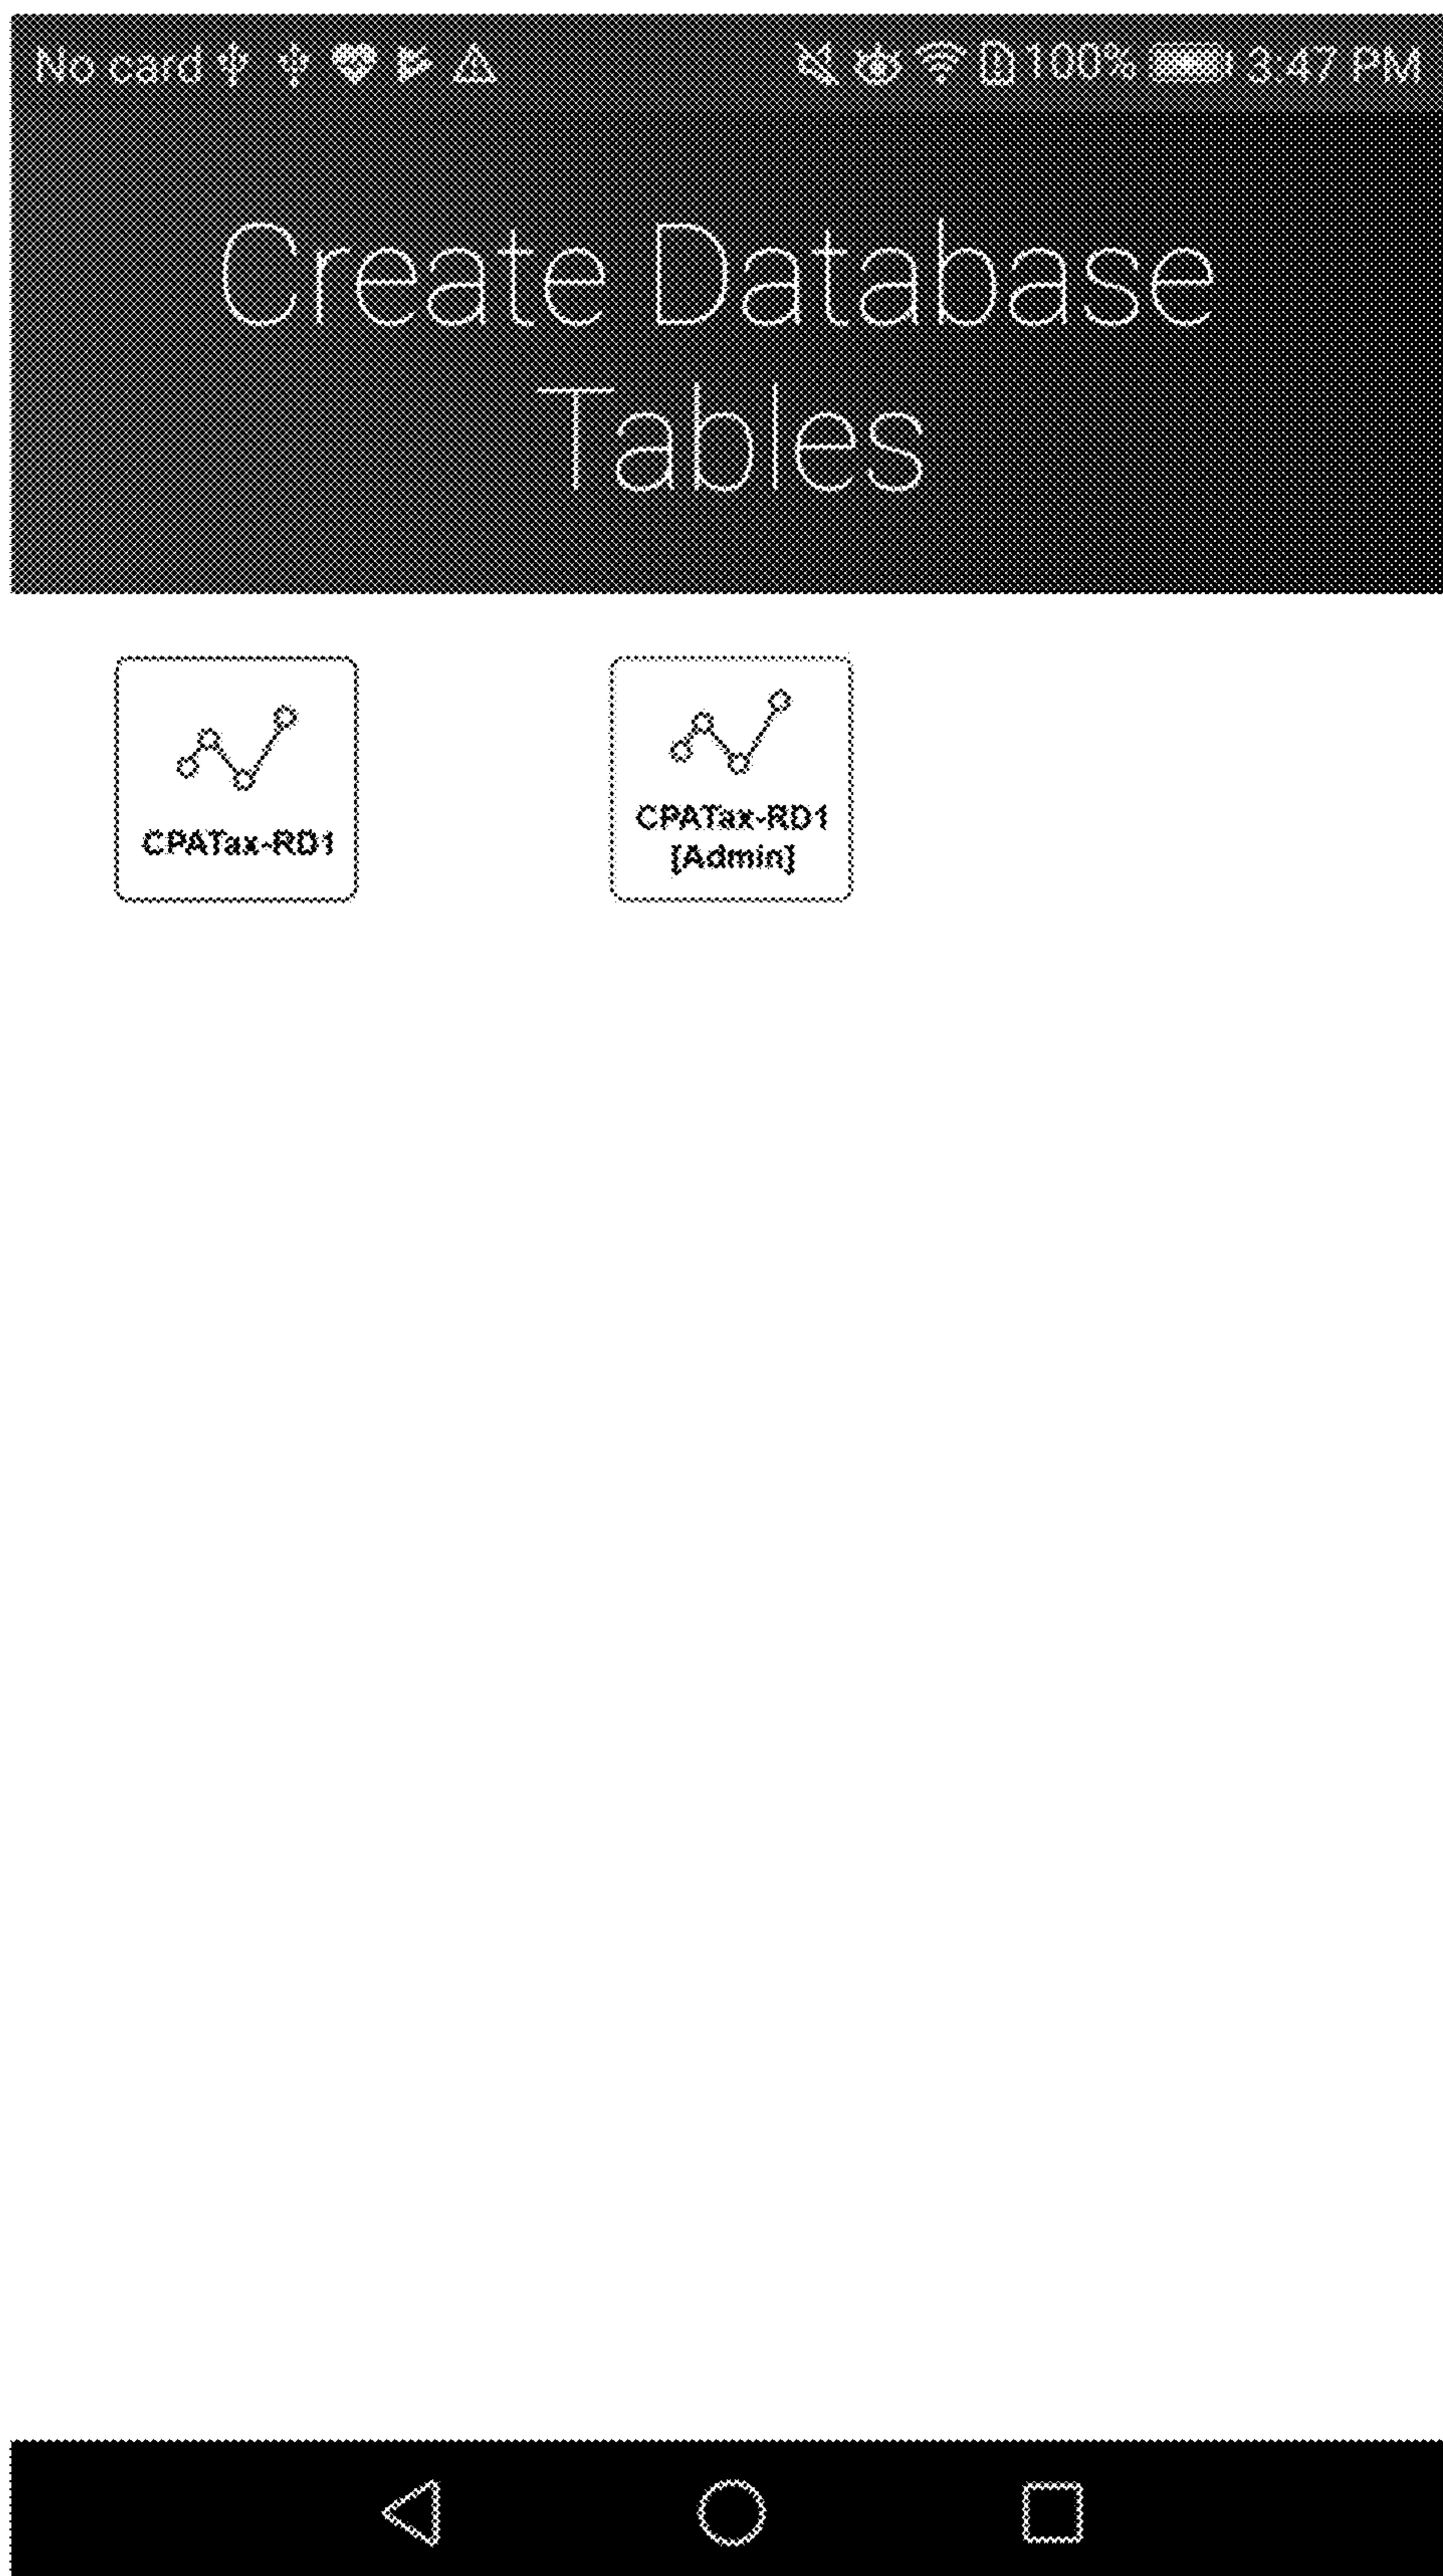 No card 100% 3:47 PM
Create Database
Tables
CPATax-RD1
CPATax-RD1
[Admin]